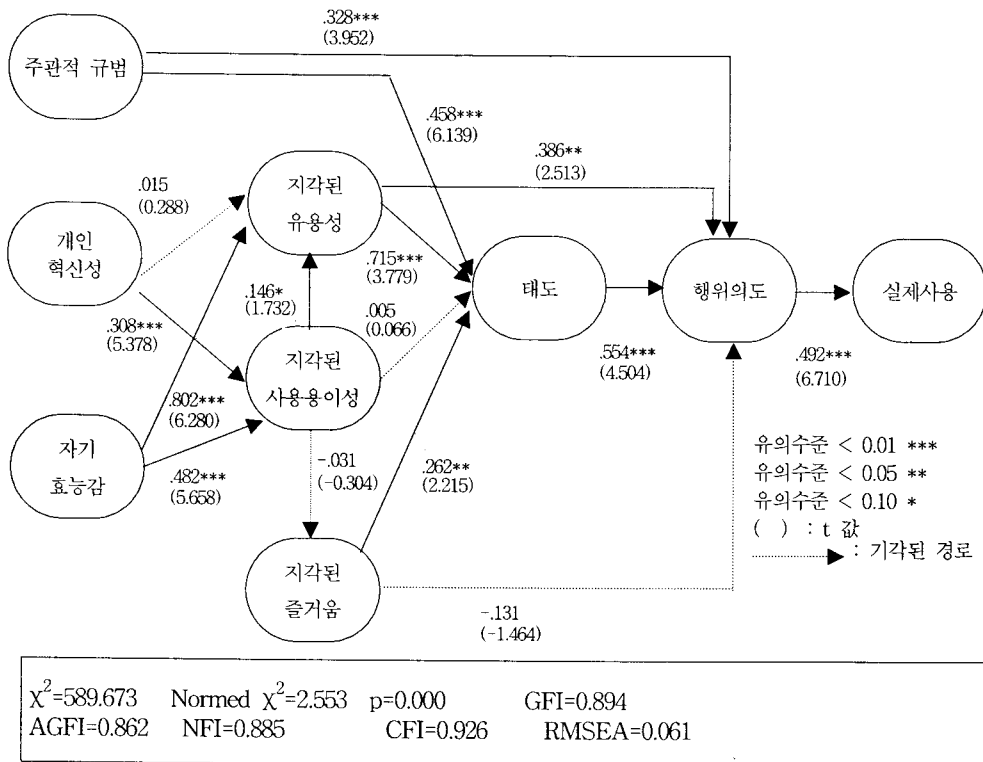 .328***
(3.952)
주관적 규범
.458***
(6.139)
.386**
(2.513)
.015
(0.288)
지각된
유용성
개인
혁신성
.715***
(3.779)
.146*
(1.732)
.005
(0.066)
태도
행위의도
실제사용
.308***
(5.378)
지각된
사용용이성
.554***
(4.504)
.492***
(6.710)
.802***
(6.280)
자기
효능감
.482***
(5.658)
-.031
(-0.304)
.262**
(2.215)
유의수준 < 0.01 ***
유의수준 < 0.05 **
유의수준 < 0.10 *
( ) : t 값
: 기각된 경로
지각된
즐거움
-.131
(-1.464)
χ²=589.673 Normed χ²=2.553 p=0.000 GFI=0.894
AGFI=0.862 NFI=0.885 CFI=0.926 RMSEA=0.061